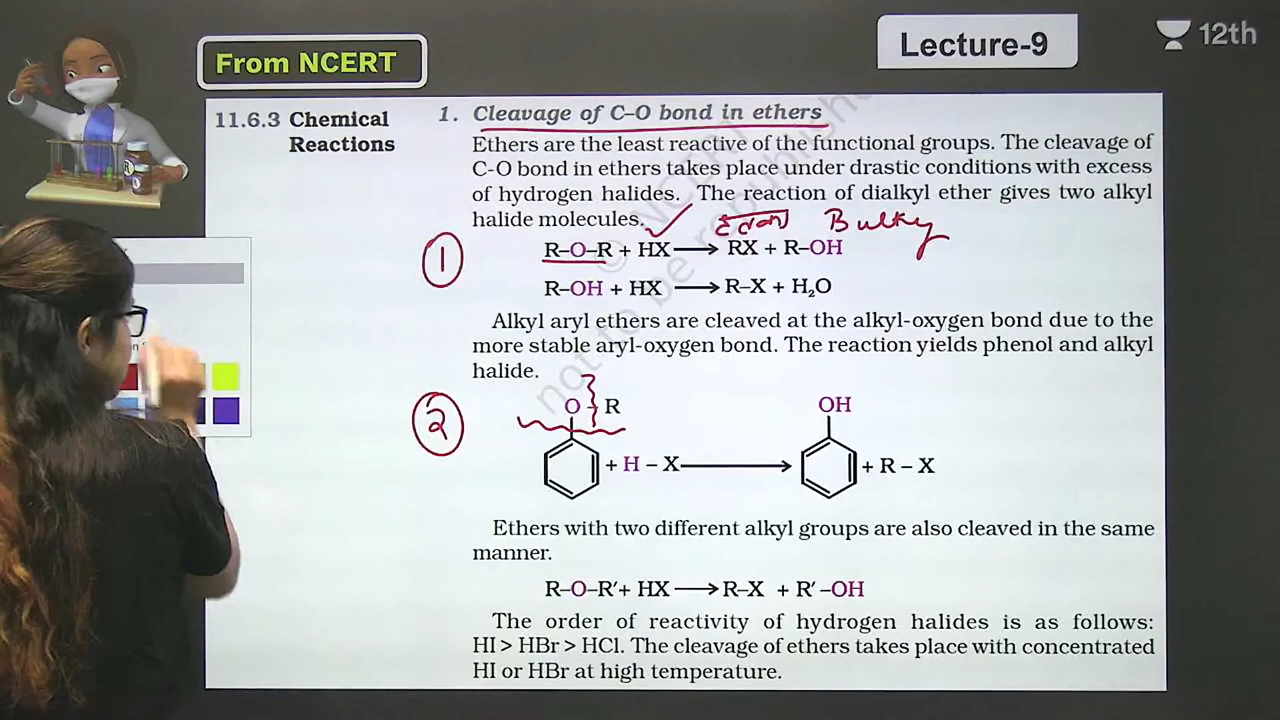 From NCERT
Lecture-9
12th
11.6.3 Chemical
Reactions
1. Cleavage of C–O bond in ethers
Ethers are the least reactive of the functional groups. The cleavage of
C-O bond in ethers takes place under drastic conditions with excess
of hydrogen halides. The reaction of dialkyl ether gives two alkyl
halide molecules.
Bulky
1
R–O–R + HX ⟶ RX + R–OH
R–OH + HX ⟶ R–X + H₂O
Alkyl aryl ethers are cleaved at the alkyl-oxygen bond due to the
more stable aryl-oxygen bond. The reaction yields phenol and alkyl
halide.
2
O – R
OH
+ H – X ⟶ + R – X
Ethers with two different alkyl groups are also cleaved in the same
manner.
R–O–R′+ HX ⟶ R–X + R′–OH
The order of reactivity of hydrogen halides is as follows:
HI > HBr > HCl. The cleavage of ethers takes place with concentrated
HI or HBr at high temperature.